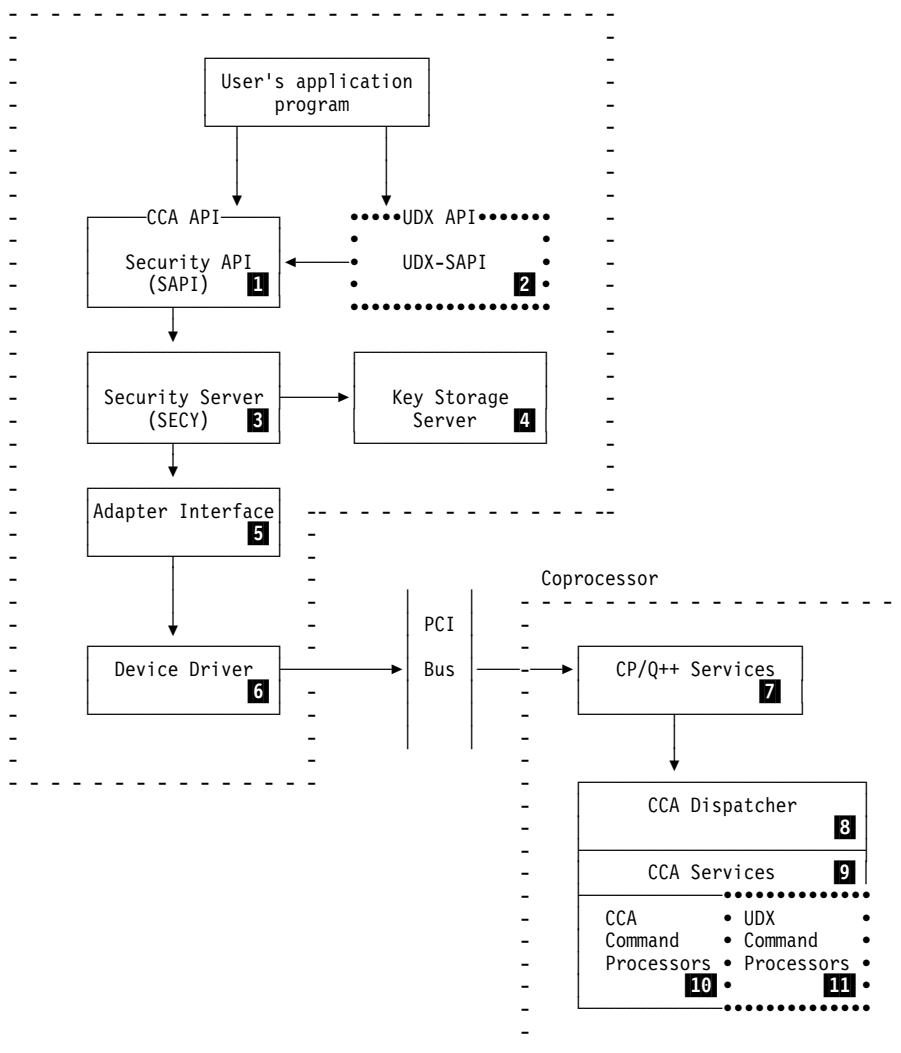 User's application
program
CCA API
UDX API
Security API
(SAPI)
1
UDX-SAPI
2
Security Server
(SECY)
3
Key Storage
Server
4
Adapter Interface
5
Coprocessor
PCI
Bus
Device Driver
6
CP/Q++ Services
7
CCA Dispatcher
8
CCA Services
9
CCA
Command
Processors
10
UDX
Command
Processors
11